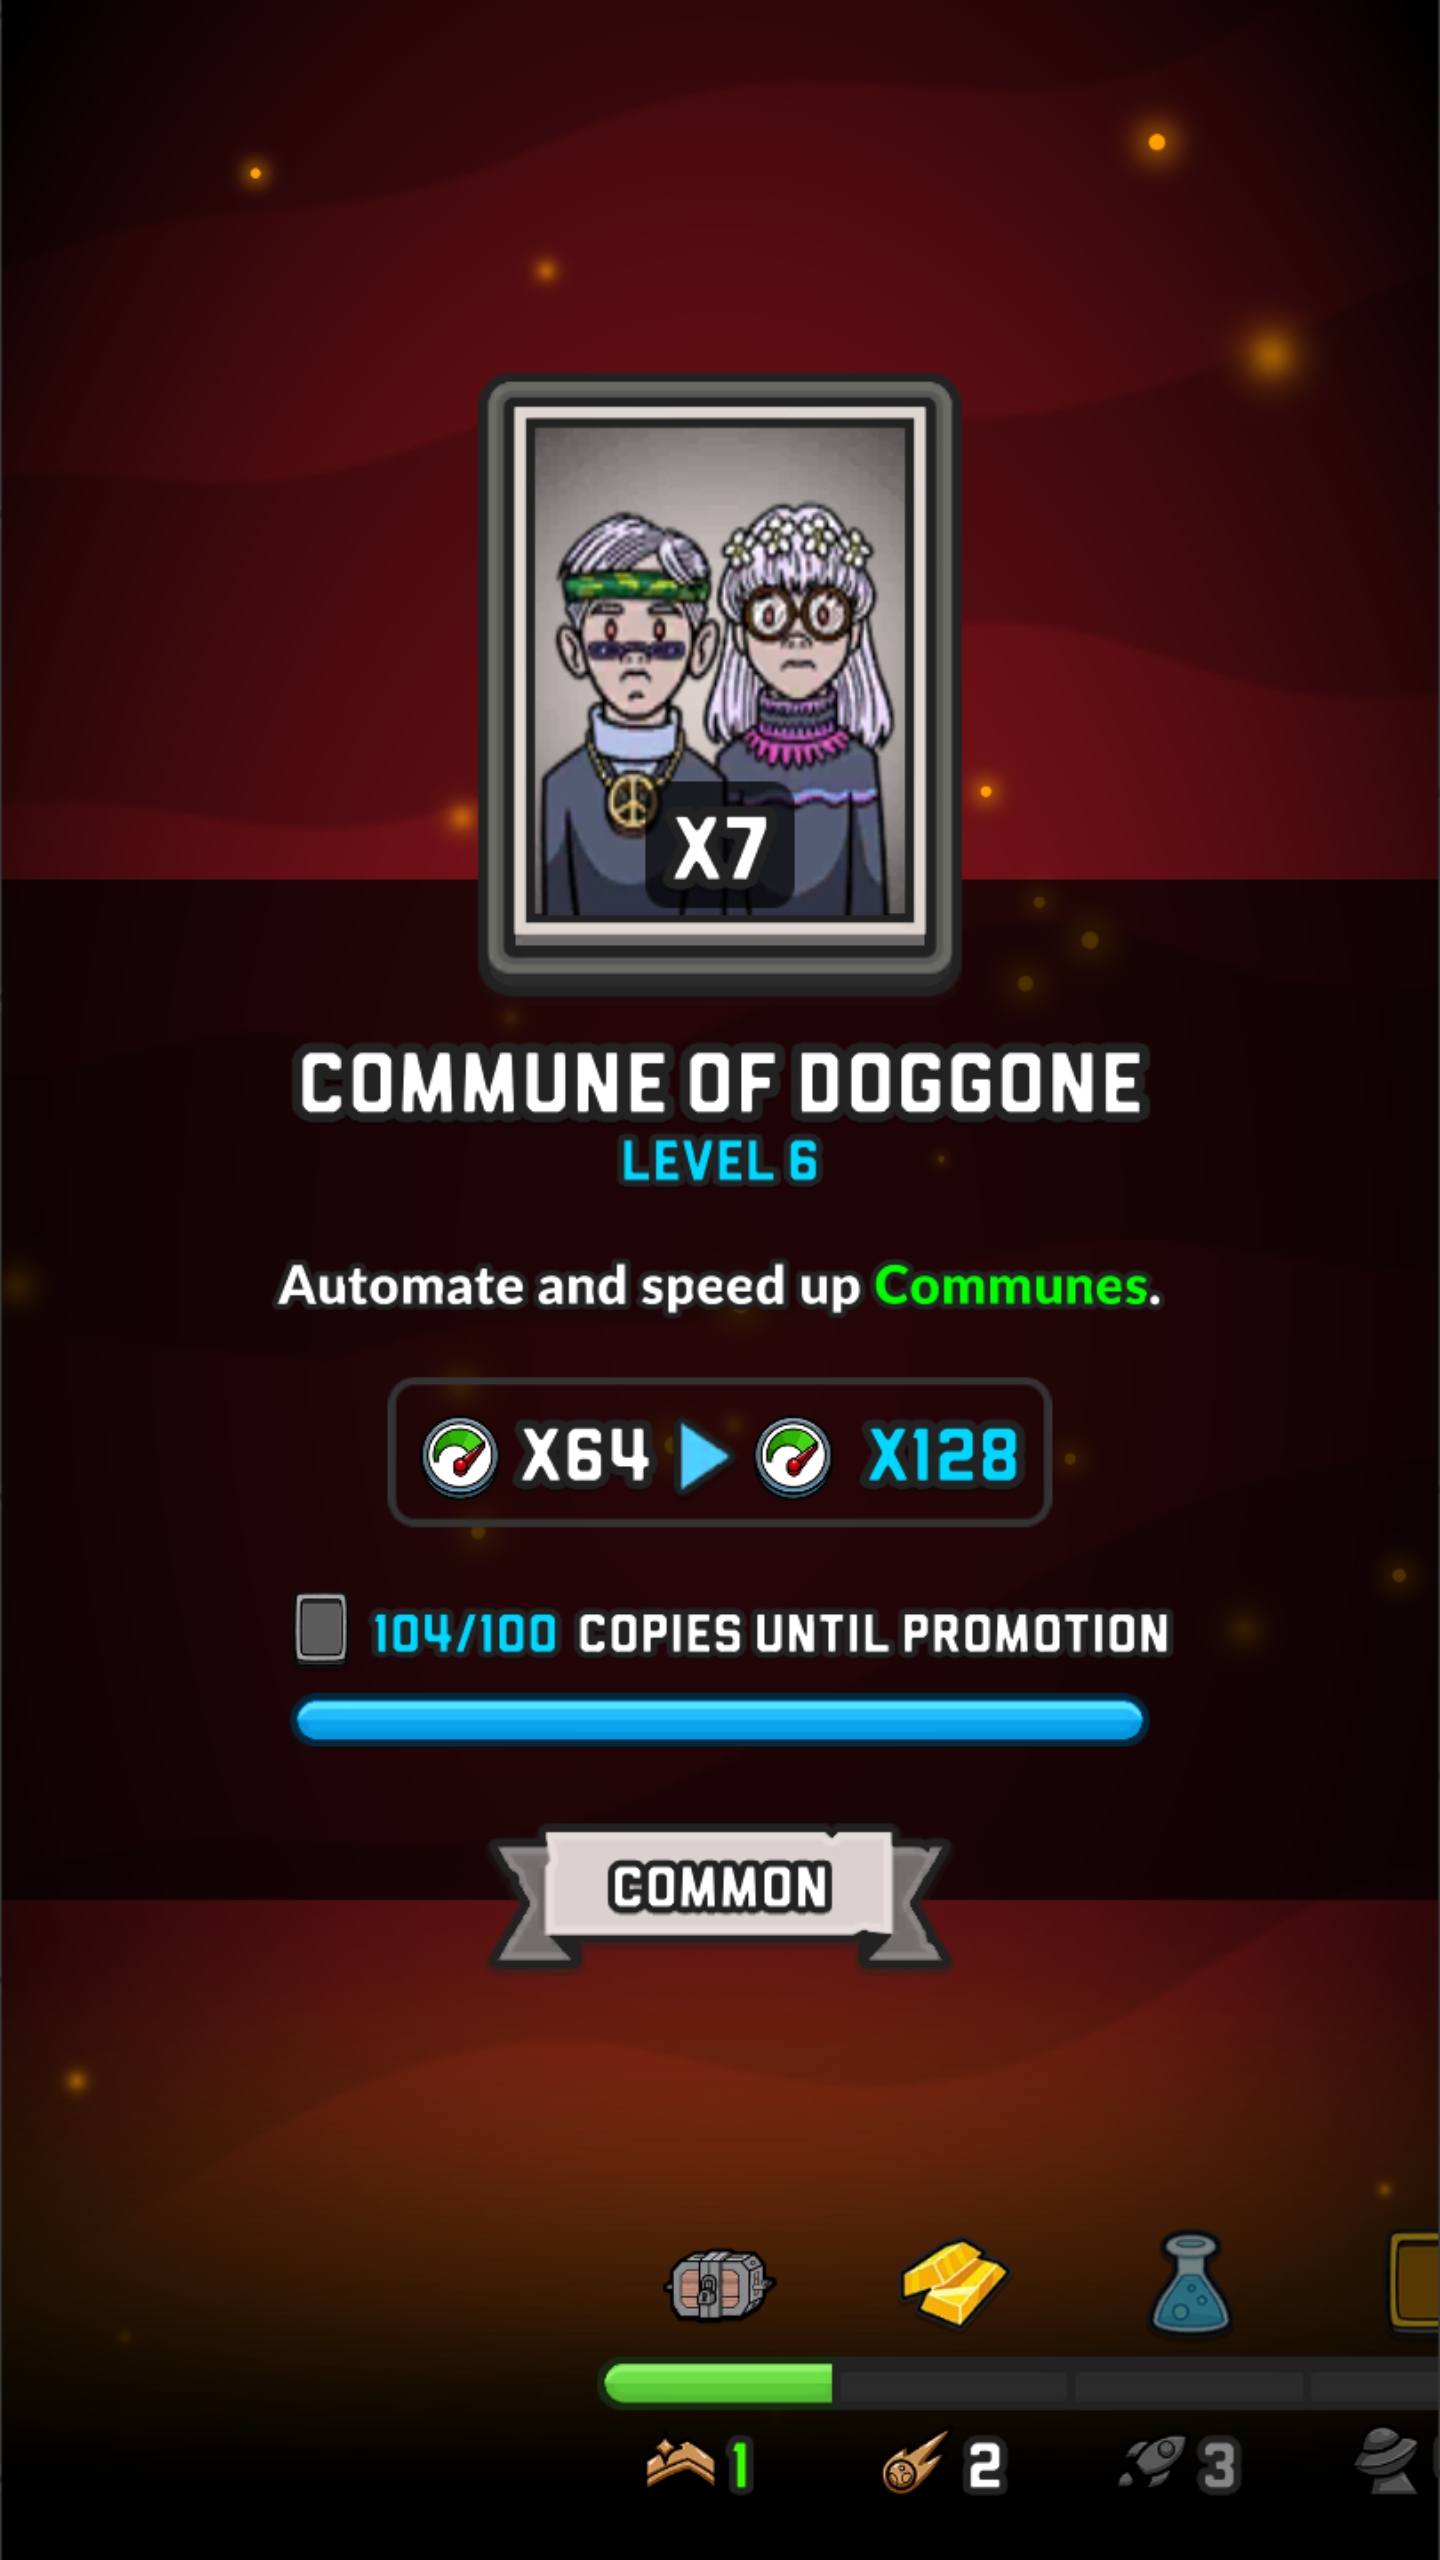 X7
COMMUNE OF DOGGONE
LEVEL 6
Automate and speed up Communes.
X64 X128
104/100 COPIES UNTIL PROMOTION
COMMON
1 2 3